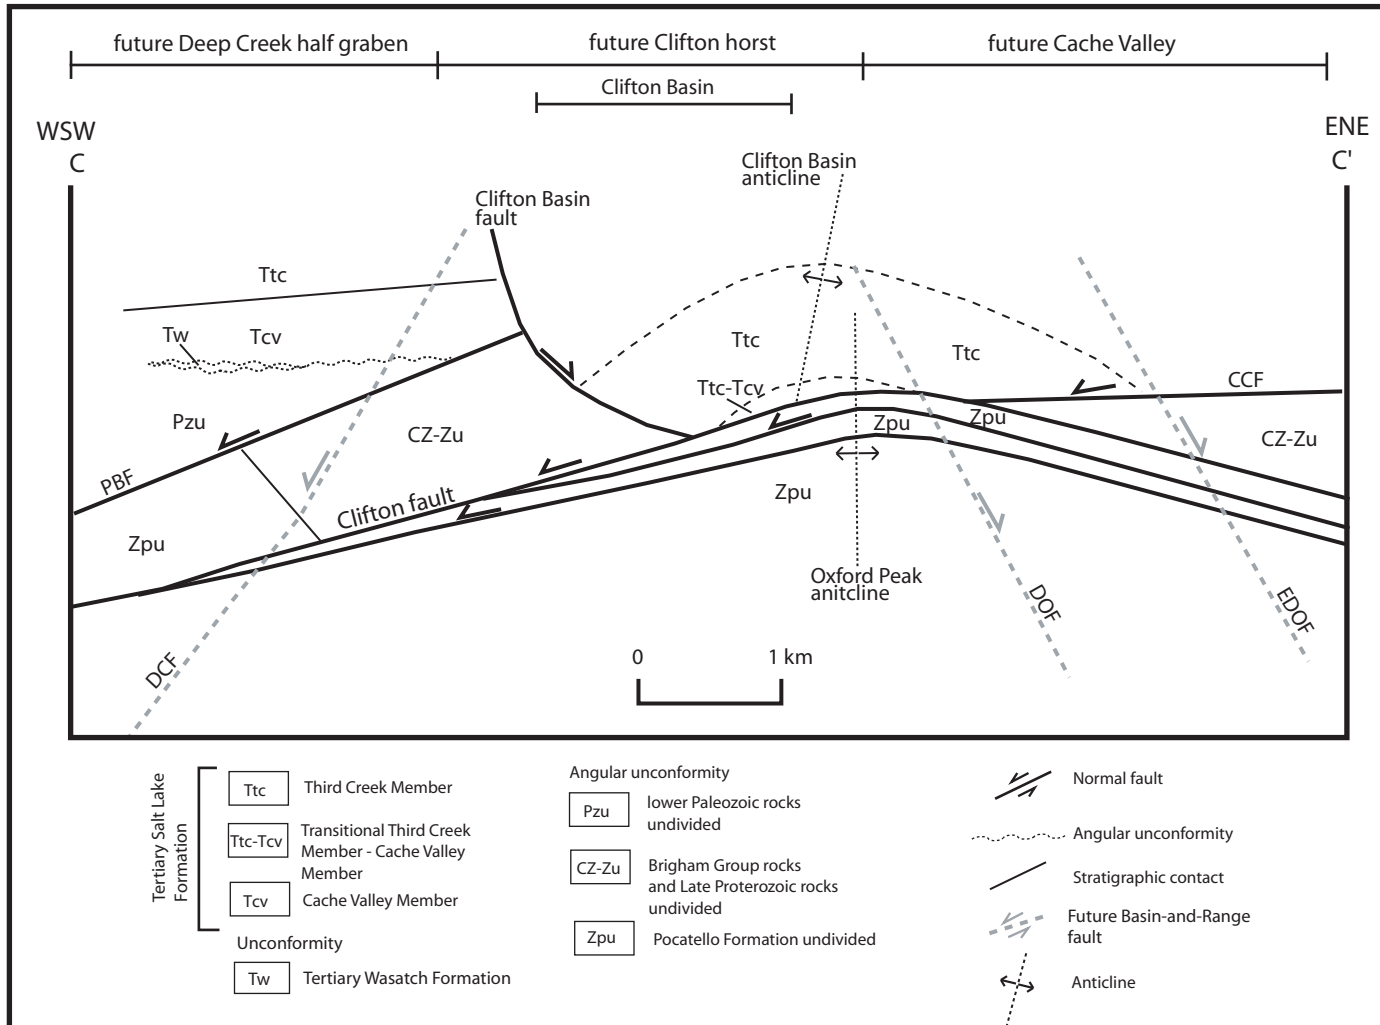 future Deep Creek half graben
future Clifton horst
future Cache Valley
Clifton Basin
WSW
C
ENE
C'
Clifton Basin
anticline
Clifton Basin
fault
Ttc
Tw
Tcv
Ttc
Ttc
Ttc-Tcv
CCF
Pzu
CZ-Zu
Zpu
Zpu
CZ-Zu
PBF
Clifton fault
Zpu
Zpu
Oxford Peak
anitcline
DOF
EDOF
DCF
0
1 km
Tertiary Salt Lake
Formation
Ttc
Third Creek Member
Ttc-Tcv
Transitional Third Creek
Member - Cache Valley
Member
Tcv
Cache Valley Member
Unconformity
Tw
Tertiary Wasatch Formation
Angular unconformity
Pzu
lower Paleozoic rocks
undivided
CZ-Zu
Brigham Group rocks
and Late Proterozoic rocks
undivided
Zpu
Pocatello Formation undivided
Normal fault
Angular unconformity
Stratigraphic contact
Future Basin-and-Range
fault
Anticline